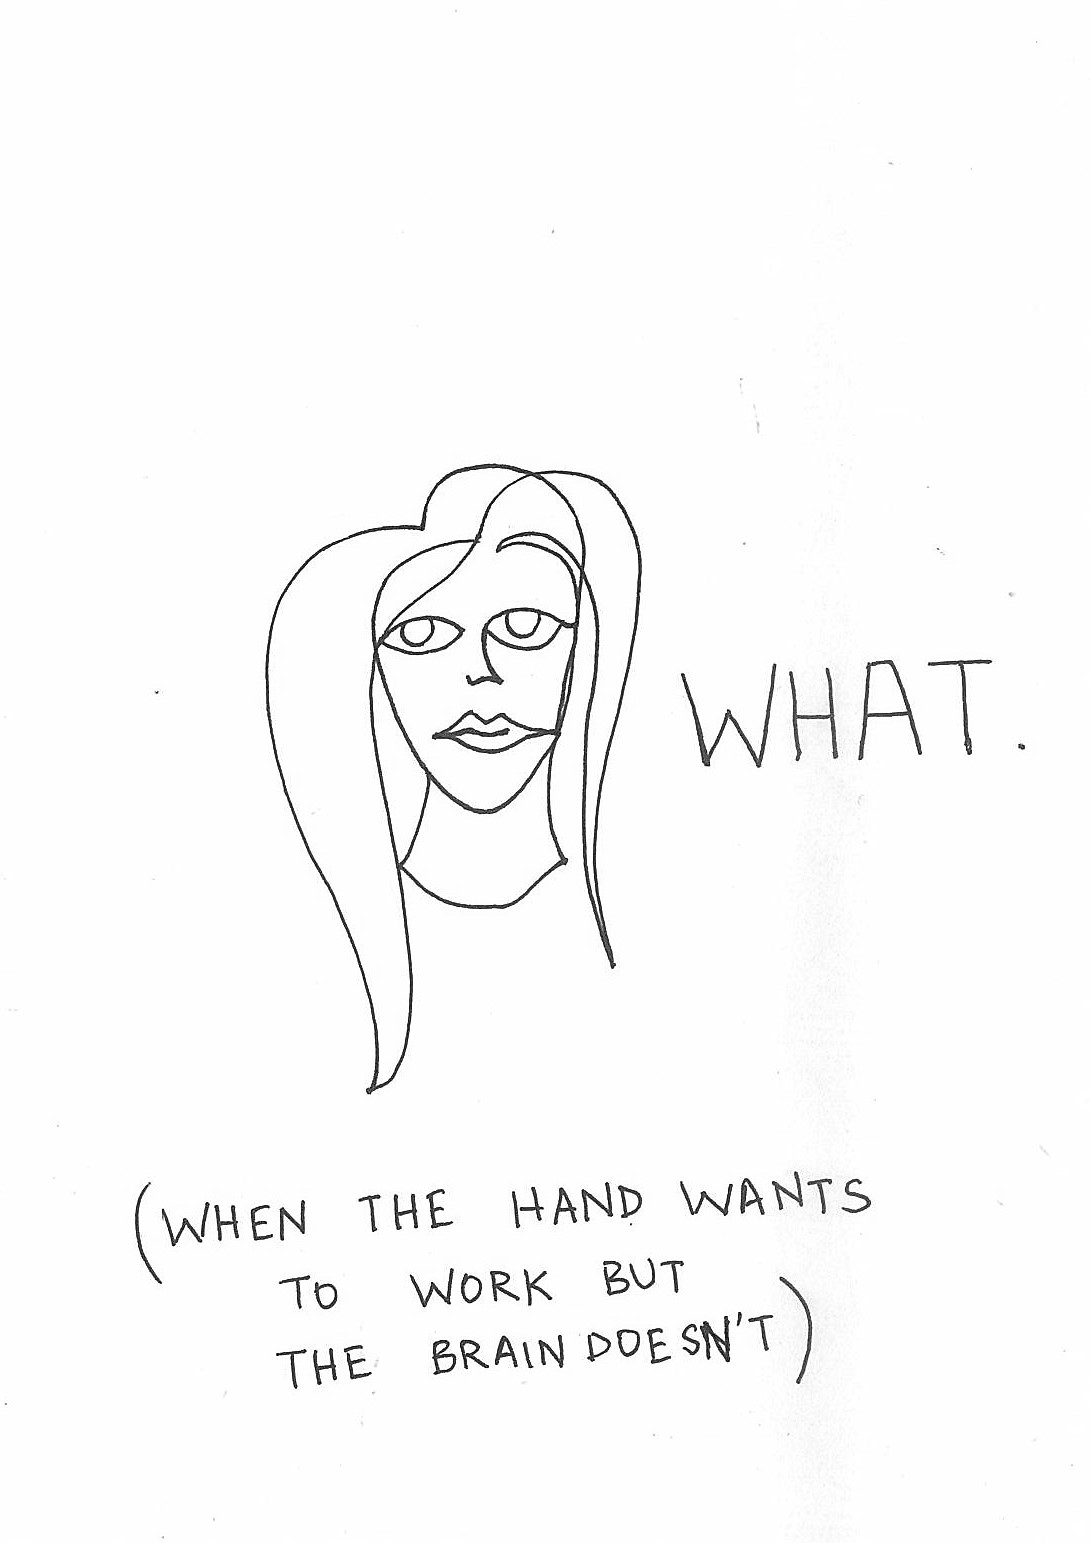 WHAT.
(WHEN THE HAND WANTS
TO WORK BUT
THE BRAIN DOESN'T)